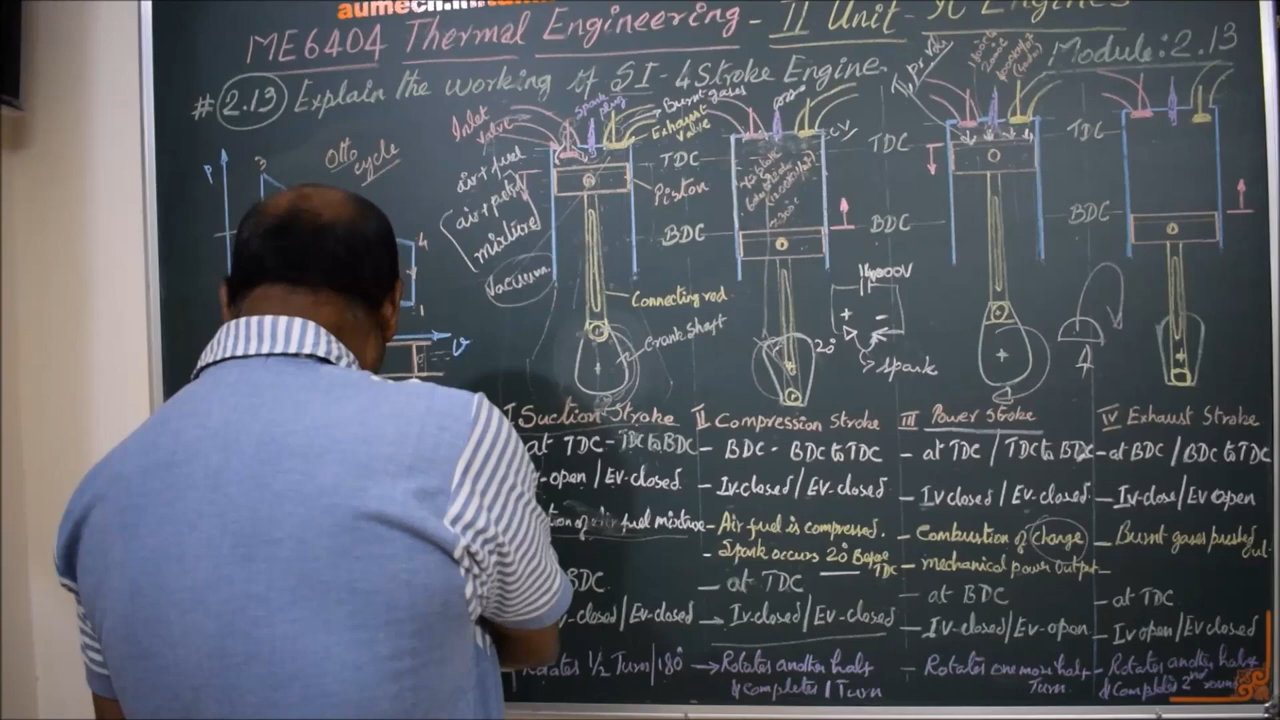 aumech.in
ME6404 Thermal Engineering - II Unit - Engines
Module: 2.13
# 2.13 Explain the working of SI - 4 Stroke Engine.
Otto
cycle
P
3
4
1
v
Inlet
valve
Spark
plug
Burnt gases
Exhaust
valve
air + fuel
(air + petrol
mixture)
Vacuum
TDC
Piston
BDC
Connecting rod
Crank Shaft
CV
TDC
BDC
20°
14000V
+ -
spark
TDC
BDC
I Suction Stroke
at TDC - TDC to BDC
-open / Ev-closed
air fuel mixture
BDC
-closed / Ev-closed
Rotates 1/2 Turn / 180°
II Compression Stroke
- BDC - BDC to TDC
- Iv-closed / Ev-closed
- Air fuel is compressed.
- Spark occurs 20° Before
TDC
- at TDC
→ Iv-closed / Ev-closed
→ Rotates another half
& completes 1 Turn
III Power Stroke
- at TDC / TDC to BDC
- Iv closed / Ev-closed.
- Combustion of charge
- mechanical power output
- at BDC
- Iv-closed / Ev-open
- Rotates one more half
Turn.
IV Exhaust Stroke
- at BDC / BDC to TDC
- Iv-close / Ev open
- Burnt gases pushed
out
- at TDC
- Iv open / Ev closed
- Rotates another half
& Completes 2nd round